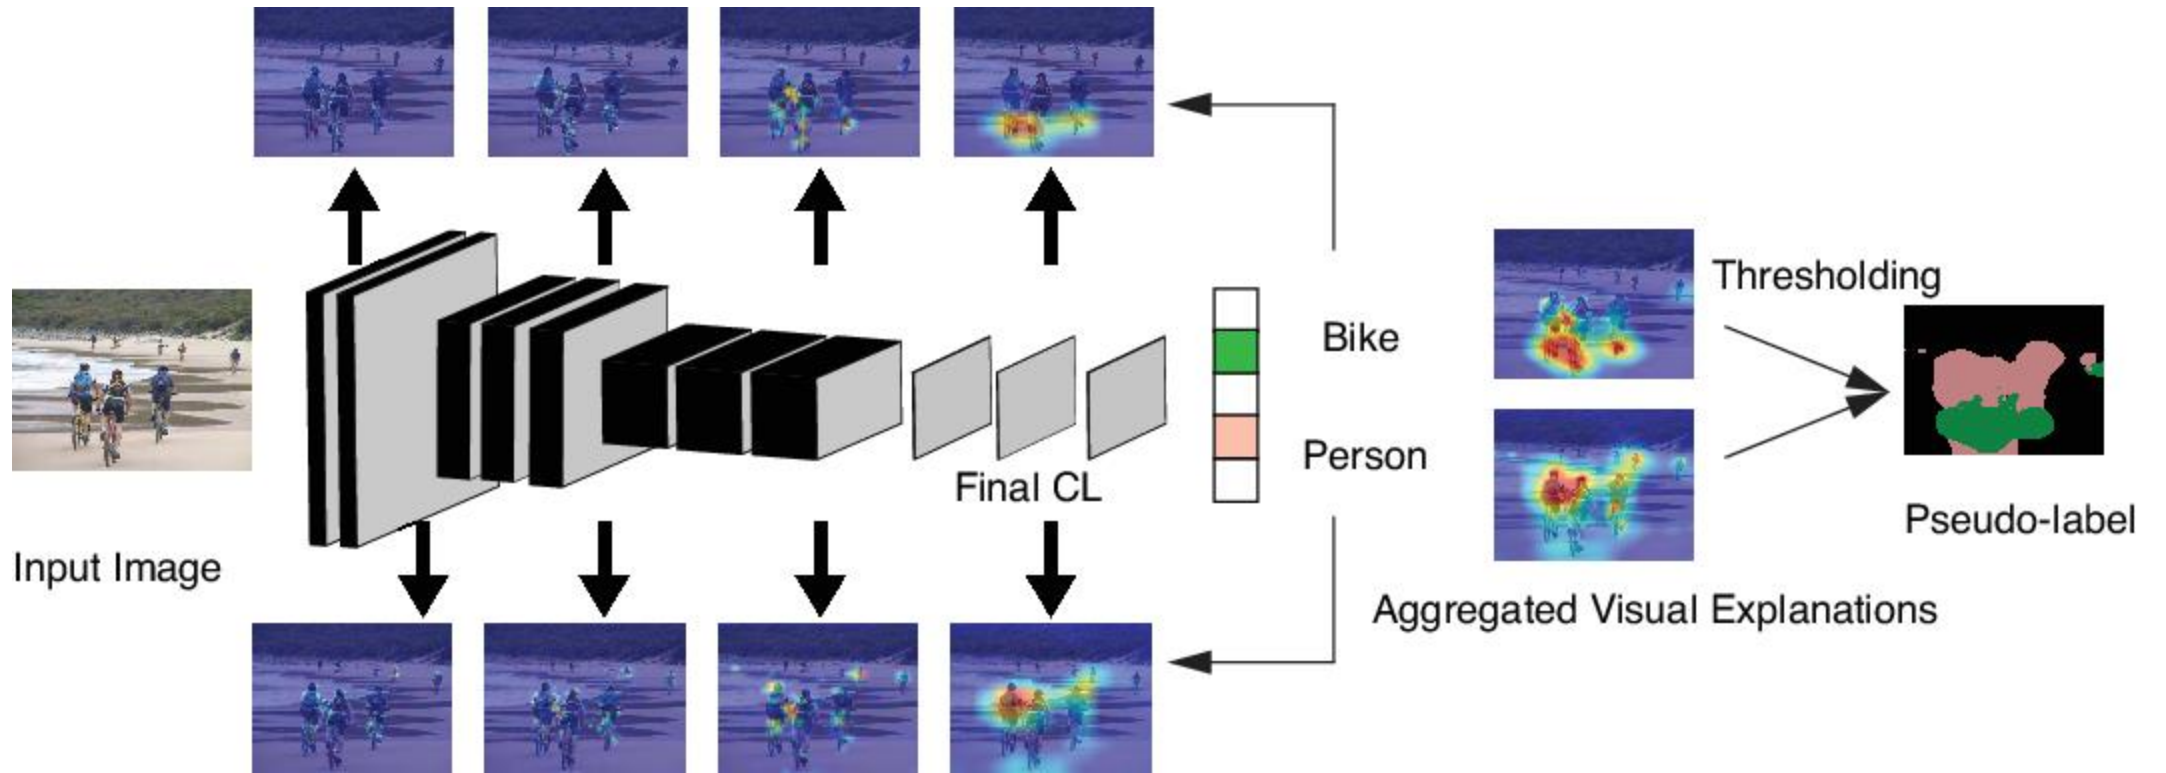 Input Image
Final CL
Bike
Person
Thresholding
Pseudo-label
Aggregated Visual Explanations